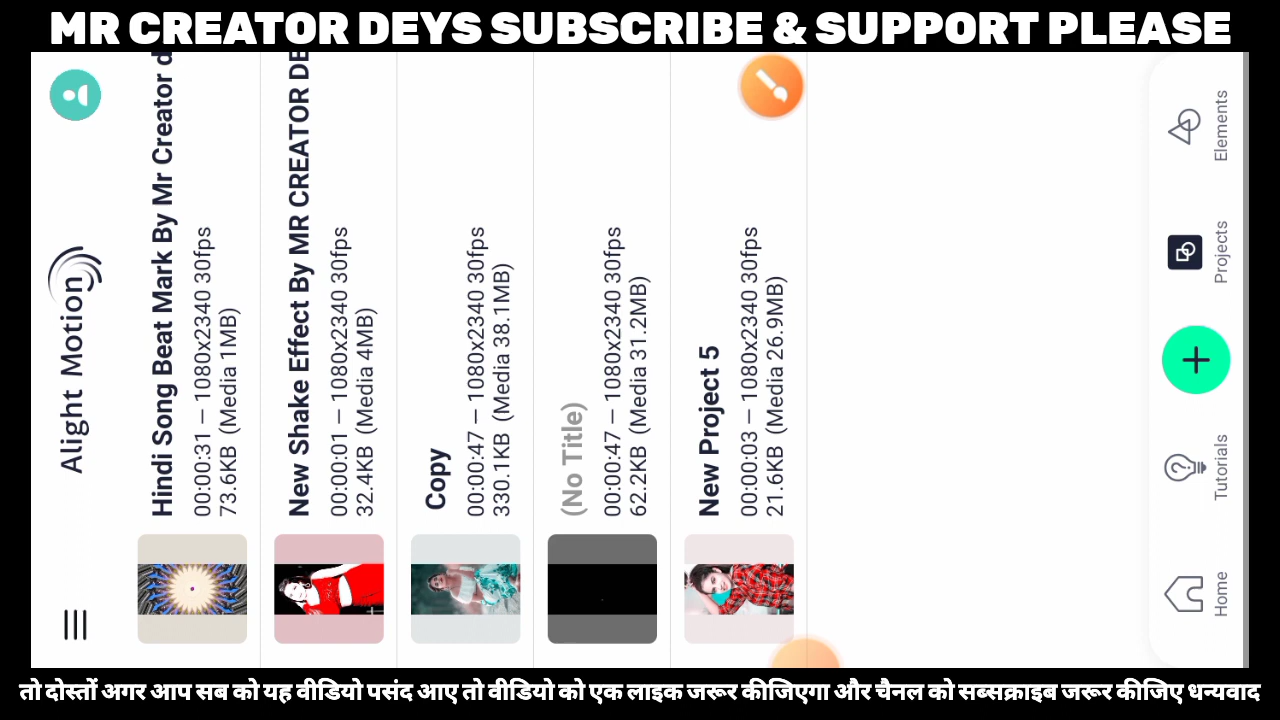 MR CREATOR DEYS SUBSCRIBE & SUPPORT PLEASE
Alight Motion
Hindi Song Beat Mark By Mr Creator d
00:00:31 — 1080x2340 30fps
73.6KB (Media 1MB)
New Shake Effect By MR CREATOR DE
00:00:01 — 1080x2340 30fps
32.4KB (Media 4MB)
Copy
00:00:47 — 1080x2340 30fps
330.1KB (Media 38.1MB)
(No Title)
00:00:47 — 1080x2340 30fps
62.2KB (Media 31.2MB)
New Project 5
00:00:03 — 1080x2340 30fps
21.6KB (Media 26.9MB)
Home
Tutorials
Projects
Elements
तो दोस्तों अगर आप सब को यह वीडियो पसंद आए तो वीडियो को एक लाइक जरूर कीजिएगा और चैनल को सब्सक्राइब जरूर कीजिए धन्यवाद